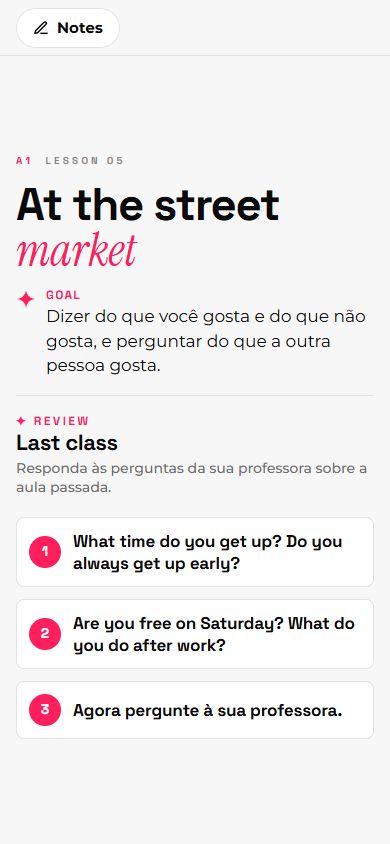 Notes
A1 LESSON 05
At the street
market
GOAL
Dizer do que você gosta e do que não
gosta, e perguntar do que a outra
pessoa gosta.
REVIEW
Last class
Responda às perguntas da sua professora sobre a
aula passada.
1 What time do you get up? Do you
always get up early?
2 Are you free on Saturday? What do
you do after work?
3 Agora pergunte à sua professora.